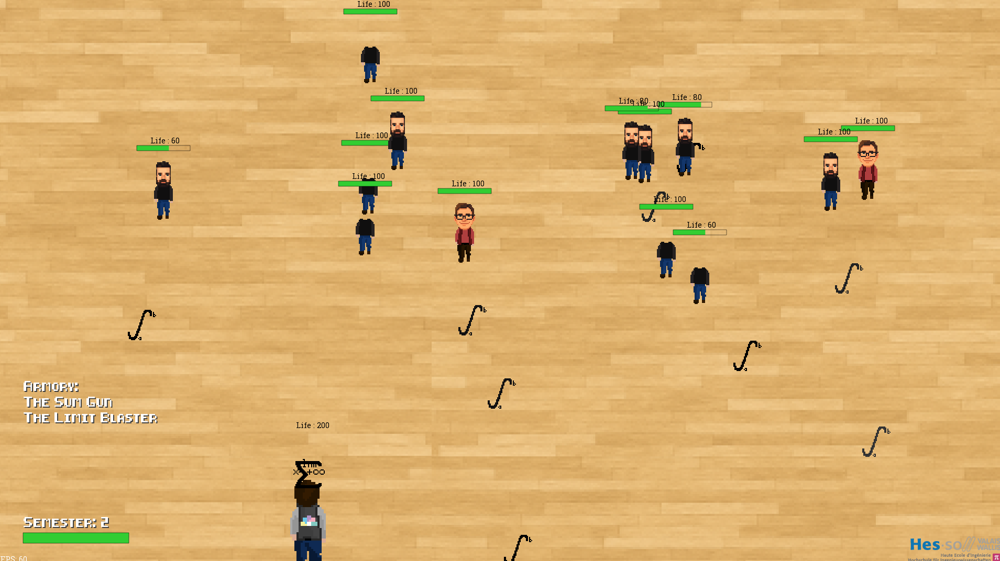 Life : 100
Life : 100
Life : 80
Life : 80
Life : 100
Life : 100
Life : 100
Life : 100
Life : 60
Life : 100
Life : 100
Life : 100
Life : 60
b
a
b
a
b
a
b
a
b
a
b
a
b
a
b
b
Armory:
The Sum Gun
The Limit Blaster
Life : 200
lim
∑
x +∞
Semester: 2
FPS: 60
Hes·so VALAIS
WALLIS
Haute Ecole d'Ingénierie
Hochschule für Ingenieurwissenschaften
π